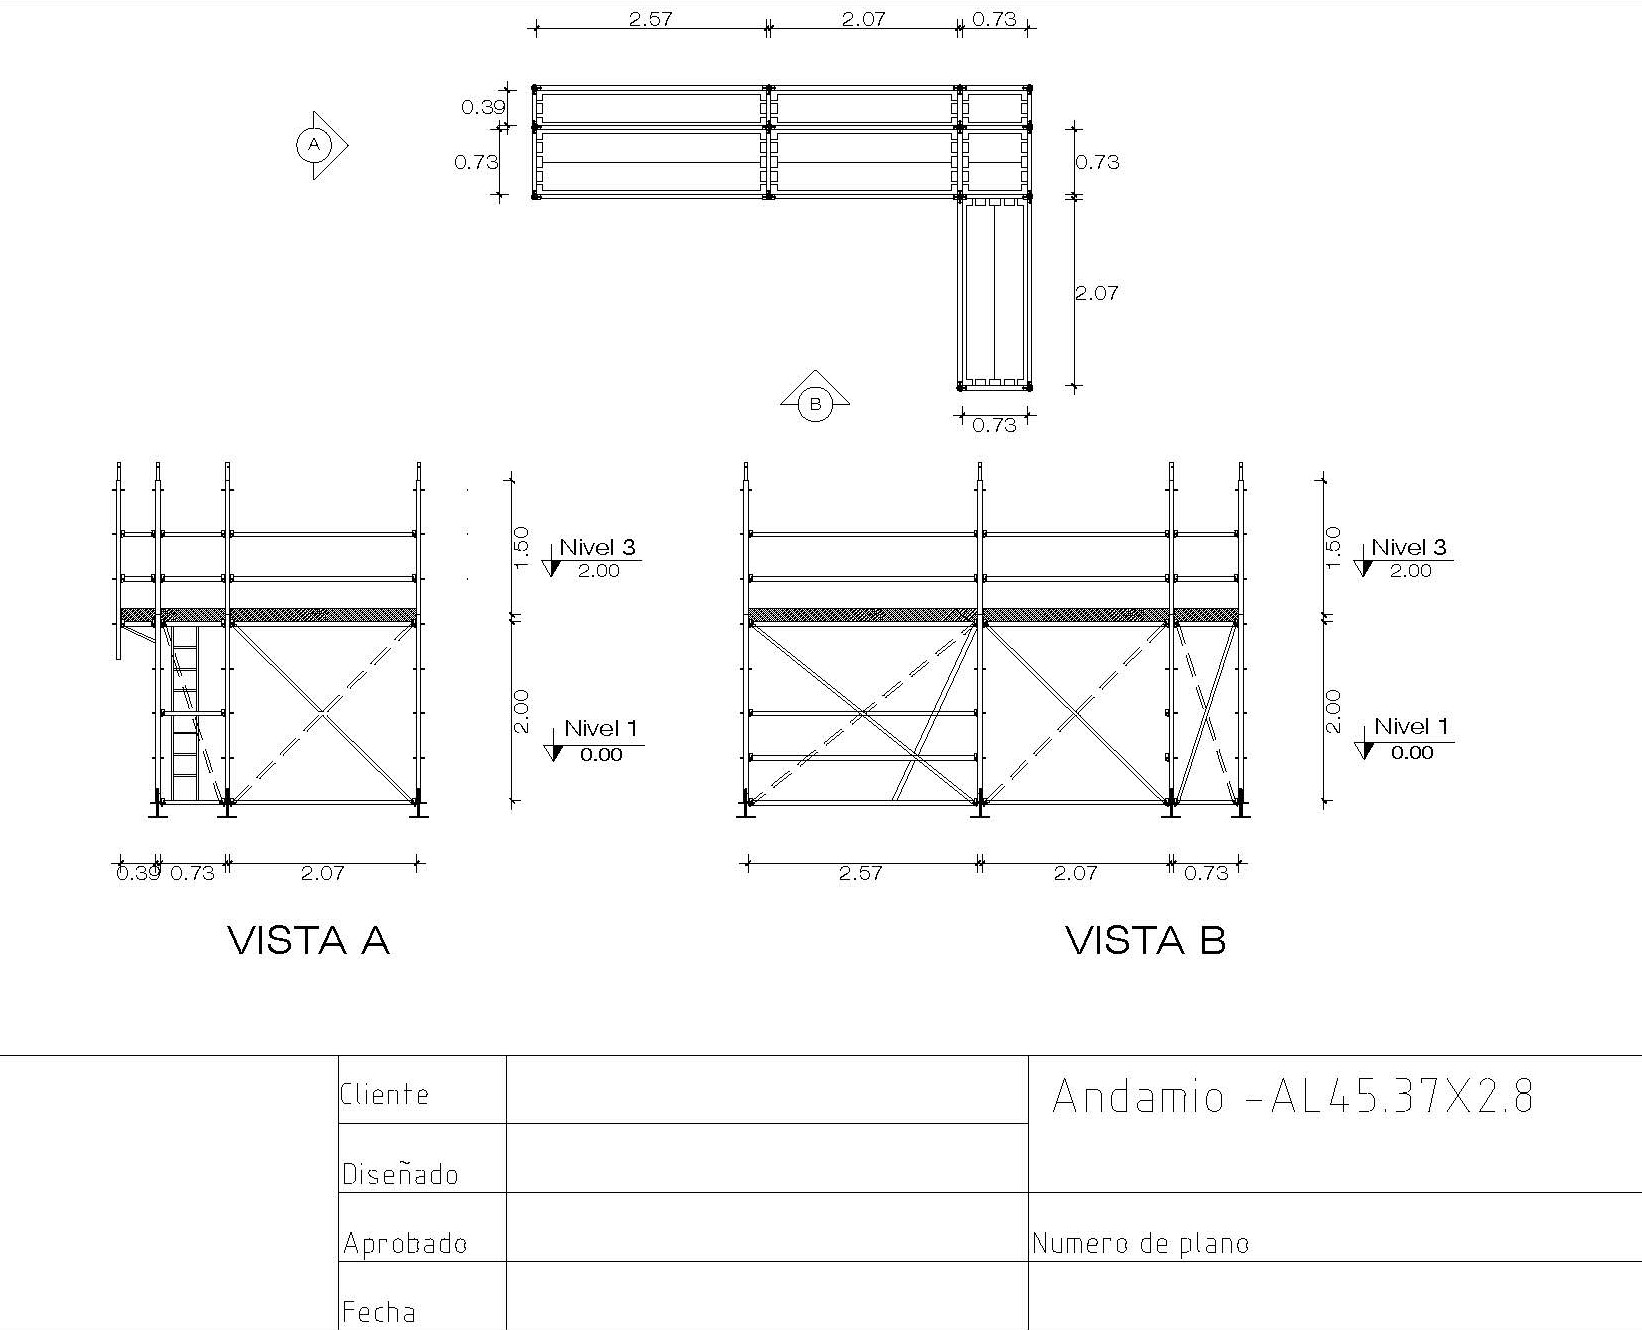 2.57 2.07 0.73
0.39
A
0.73 0.73
2.07
B
0.73
1.50 Nivel 3
2.00
2.00 Nivel 1
0.00
0.39 0.73 2.07
VISTA A
1.50 Nivel 3
2.00
2.00 Nivel 1
0.00
2.57 2.07 0.73
VISTA B
Cliente
Andamio -AL45.37X2.8
Diseñado
Aprobado
Numero de plano
Fecha